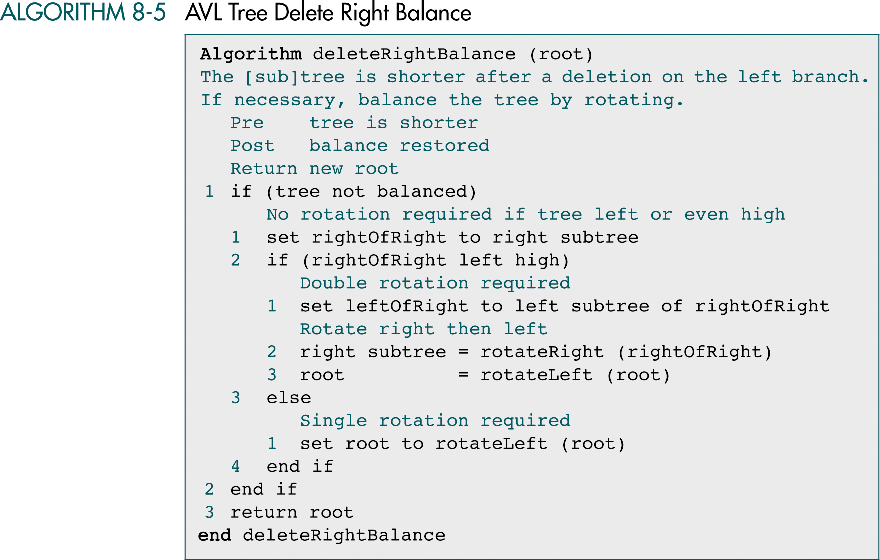 ALGORITHM 8-5 AVL Tree Delete Right Balance
Algorithm deleteRightBalance (root)
The [sub]tree is shorter after a deletion on the left branch.
If necessary, balance the tree by rotating.
Pre tree is shorter
Post balance restored
Return new root
1 if (tree not balanced)
No rotation required if tree left or even high
1 set rightOfRight to right subtree
2 if (rightOfRight left high)
Double rotation required
1 set leftOfRight to left subtree of rightOfRight
Rotate right then left
2 right subtree = rotateRight (rightOfRight)
3 root = rotateLeft (root)
3 else
Single rotation required
1 set root to rotateLeft (root)
4 end if
2 end if
3 return root
end deleteRightBalance